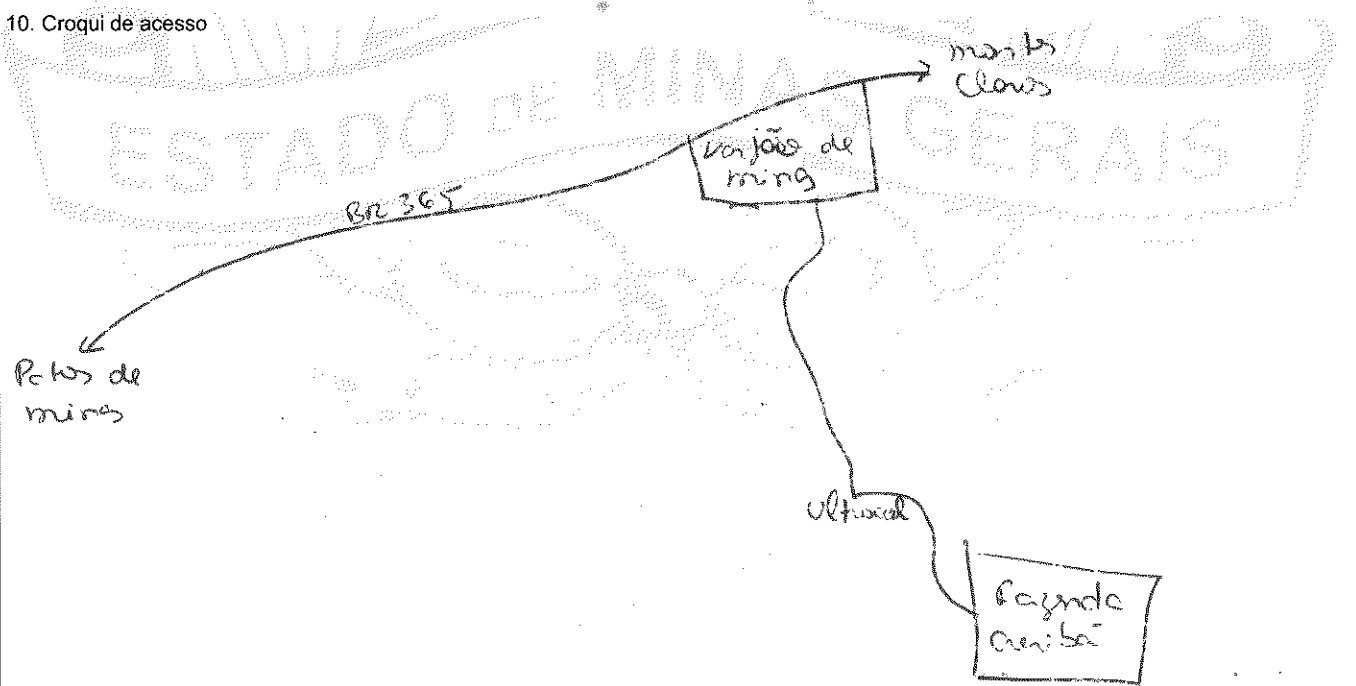 10. Croqui de acesso
ESTADO DE MINAS GERAIS
montes
Claros
Varjão de
minas
BR 365
Patos de
minas
Ultracal
Fazenda